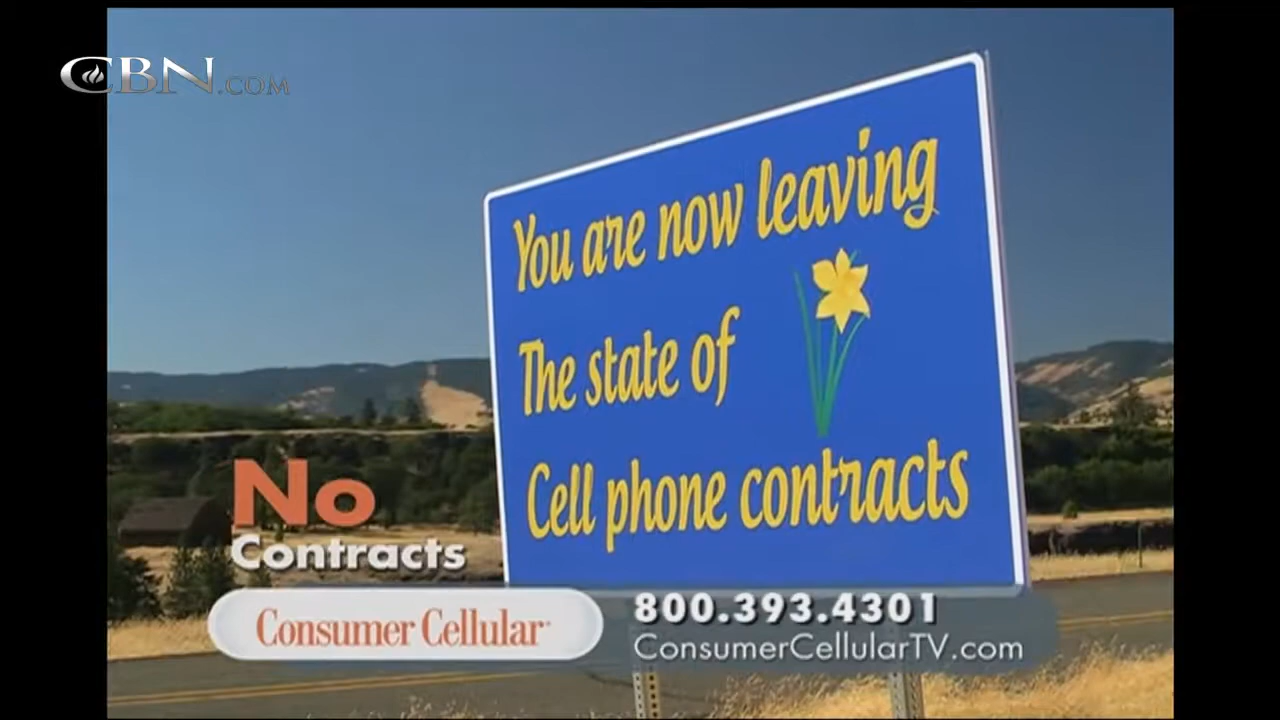 CBN.COM
You are now leaving
The state of
Cell phone contracts
No
Contracts
Consumer Cellular
800.393.4301
ConsumerCellularTV.com